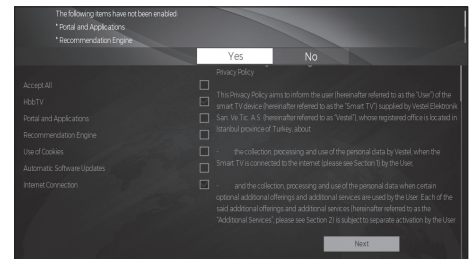 The following items have not been enabled
* Portal and Applications
* Recommendation Engine
Yes
No
Privacy Policy
Accept All
HbbTV
Portal and Applications
Recommendation Engine
Use of Cookies
Automatic Software Updates
Internet Connection
This Privacy Policy aims to inform the user (hereinafter referred to as the "User") of the
smart TV device (hereinafter referred to as the "Smart TV") supplied by Vestel Elektronik
San. Ve Tic. A.S. (hereinafter referred to as "Vestel"), whose registered office is located in
Istanbul province of Turkey, about
- the collection, processing and use of the personal data by Vestel, when the
Smart TV is connected to the internet (please see Section 1) by the User,
- and the collection, processing and use of the personal data when certain
optional additional offerings and additional services are used by the User. Each of the
said additional offerings and additional services (hereinafter referred to as the
"Additional Services", please see Section 2) is subject to separate activation by the User
Next